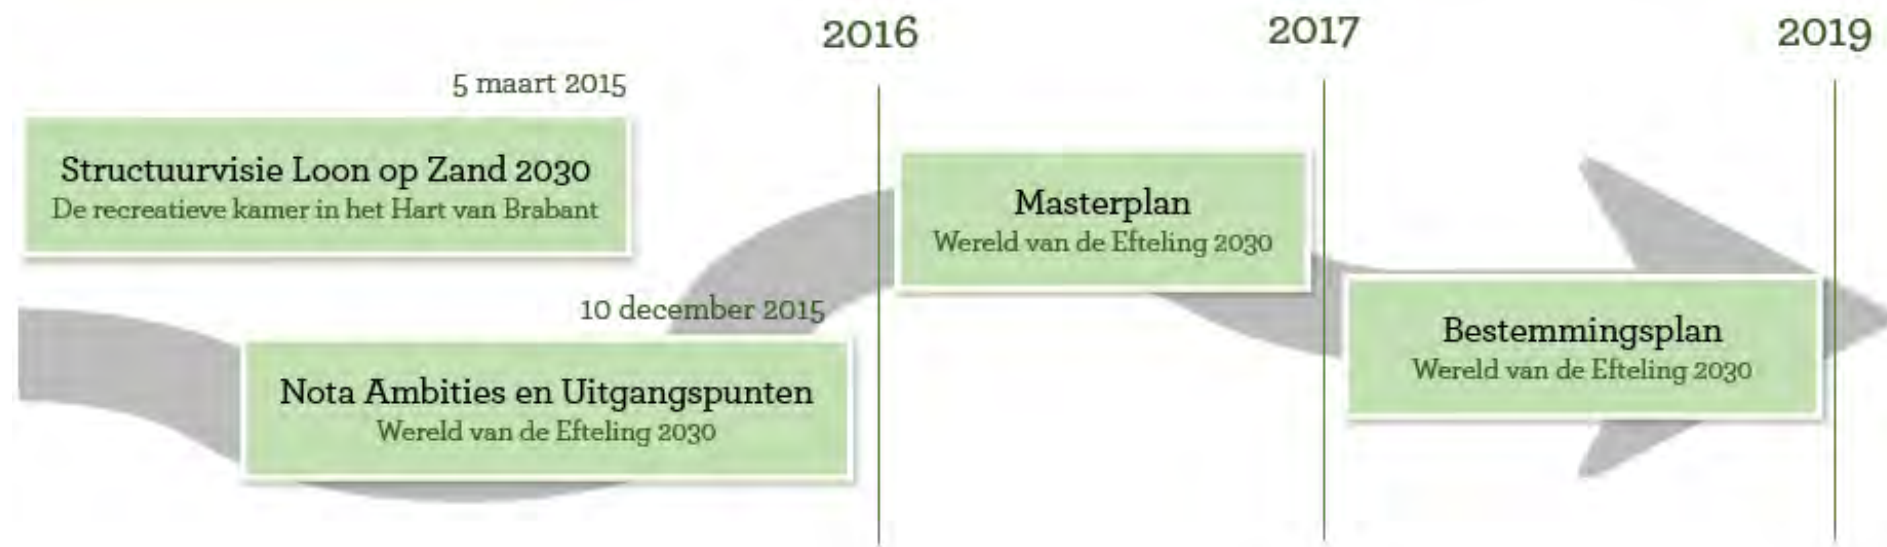 2016
2017
2019
5 maart 2015
Structuurvisie Loon op Zand 2030
De recreatieve kamer in het Hart van Brabant
10 december 2015
Nota Ambities en Uitgangspunten
Wereld van de Efteling 2030
Masterplan
Wereld van de Efteling 2030
Bestemmingsplan
Wereld van de Efteling 2030